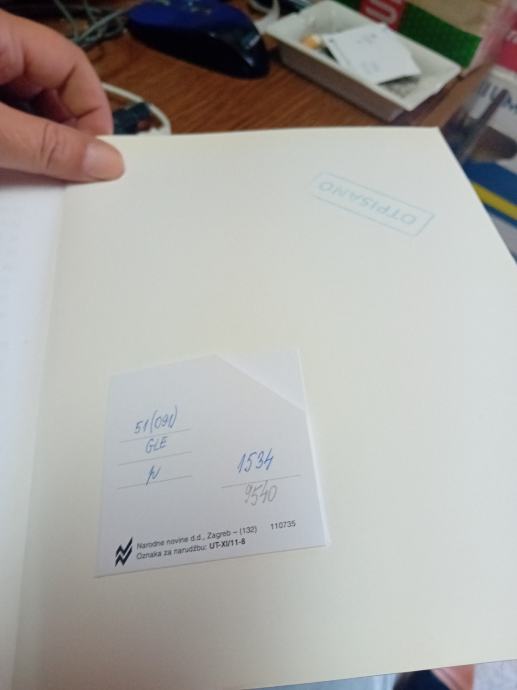 OTPISANO
51(091)
GLE
p
1534
9540
Narodne novine d.d., Zagreb – (132) 110735
Oznaka za narudžbu: UT-XI/11-8